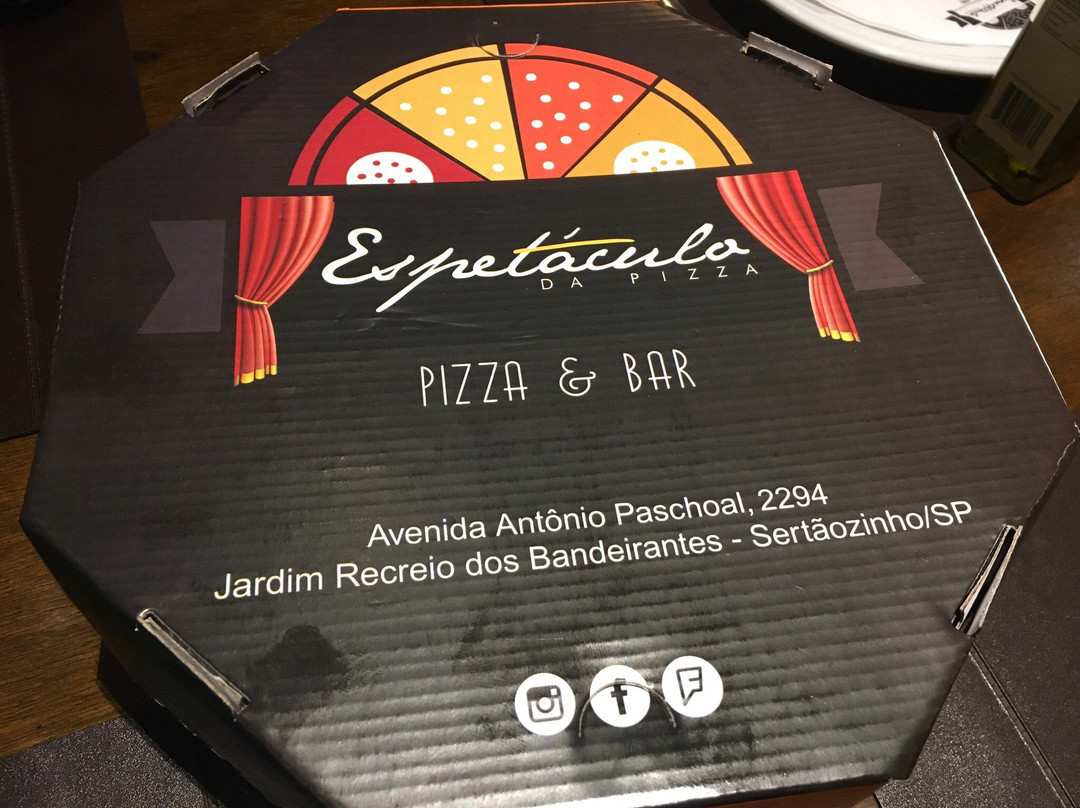 Espetáculo
DA PIZZA
PIZZA & BAR
Avenida Antônio Paschoal, 2294
Jardim Recreio dos Bandeirantes - Sertãozinho/SP